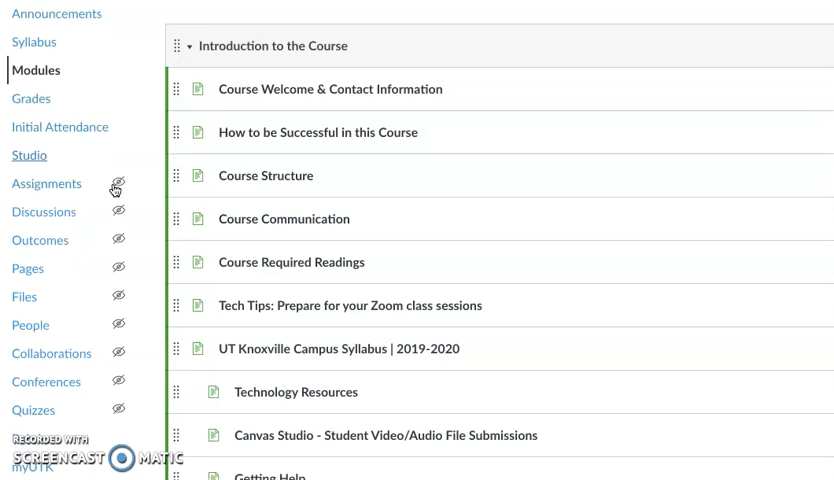 Announcements
Syllabus
Modules
Grades
Initial Attendance
Studio
Assignments
Discussions
Outcomes
Pages
Files
People
Collaborations
Conferences
Quizzes
myUTK
Introduction to the Course
Course Welcome & Contact Information
How to be Successful in this Course
Course Structure
Course Communication
Course Required Readings
Tech Tips: Prepare for your Zoom class sessions
UT Knoxville Campus Syllabus | 2019-2020
Technology Resources
Canvas Studio - Student Video/Audio File Submissions
Getting Help
RECORDED WITH
SCREENCAST MATIC